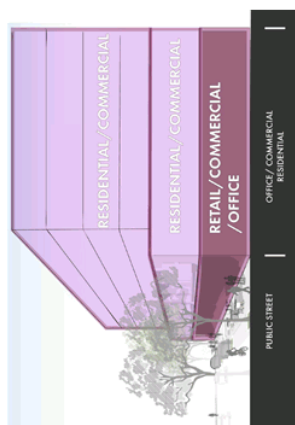 RESIDENTIAL/COMMERCIAL
RESIDENTIAL/COMMERCIAL
RETAIL/COMMERCIAL
/OFFICE
PUBLIC STREET
OFFICE/ COMMERCIAL
RESIDENTIAL